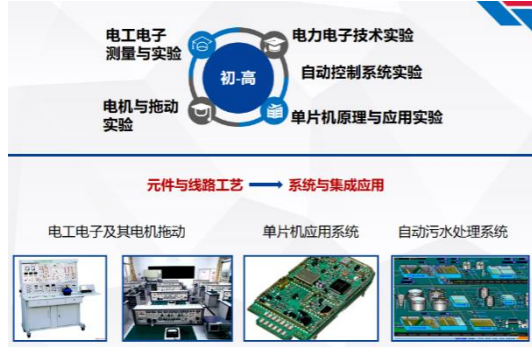 电工电子
测量与实验
电力电子技术实验
初-高
自动控制系统实验
电机与拖动
实验
单片机原理与应用实验
元件与线路工艺
系统与集成应用
电工电子及其电机拖动
单片机应用系统
自动污水处理系统